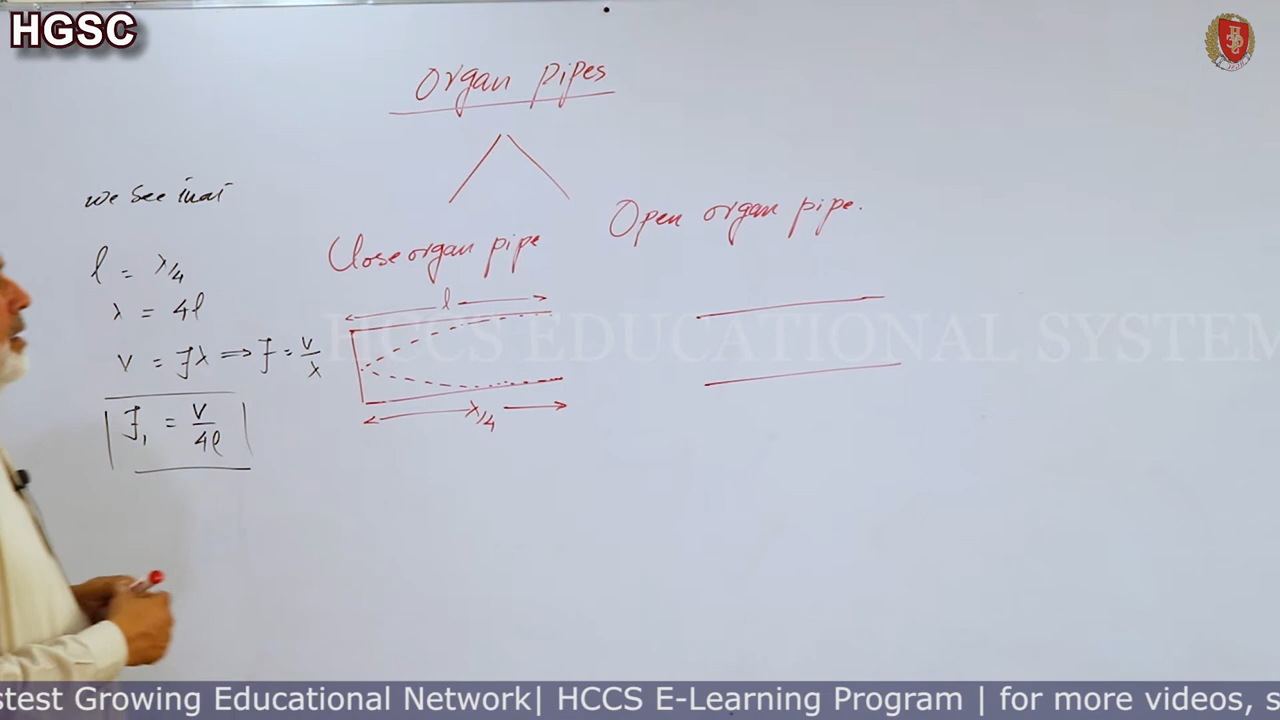 HGSC
Organ pipes
we see that
l = λ/4
λ = 4l
v = fλ ⟹ f = v/λ
f₁ = v/4l
Close organ pipe
l
λ/4
Open organ pipe.
HCCS EDUCATIONAL SYSTEM
stest Growing Educational Network| HCCS E-Learning Program | for more videos, s